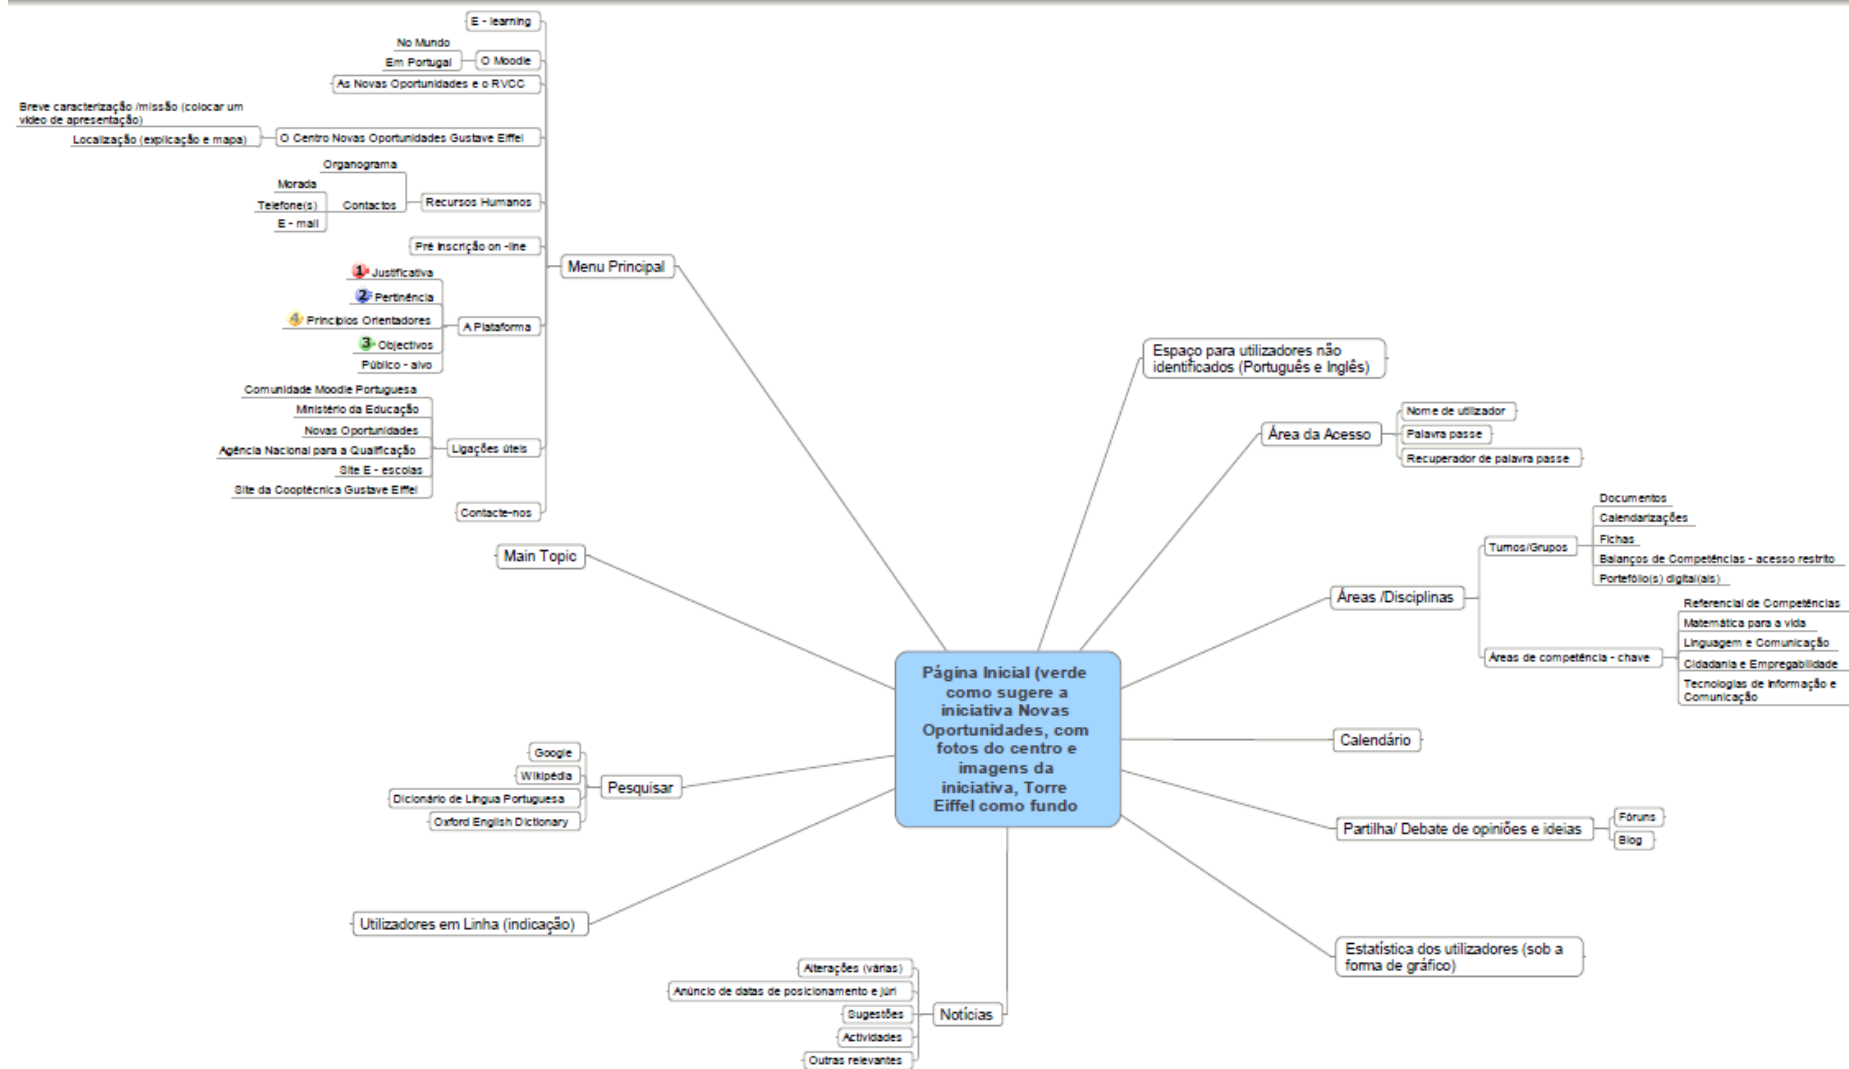 E - learning
No Mundo
Em Portugal
O Moodle
As Novas Oportunidades e o RVCC
Breve caracterização /missão (colocar um
vídeo de apresentação)
Localização (explicação e mapa)
O Centro Novas Oportunidades Gustave Eiffel
Organograma
Morada
Telefone(s)
E - mail
Contactos
Recursos Humanos
Pré inscrição on -line
1 Justificativa
2 Pertinência
4 Princípios Orientadores
3 Objectivos
Público - alvo
A Plataforma
Comunidade Moodle Portuguesa
Ministério da Educação
Novas Oportunidades
Agência Nacional para a Qualificação
Site E - escolas
Site da Cooptécnica Gustave Eiffel
Ligações úteis
Contacte-nos
Menu Principal
Main Topic
Google
Wikipédia
Dicionário de Língua Portuguesa
Oxford English Dictionary
Pesquisar
Utilizadores em Linha (indicação)
Alterações (várias)
Anúncio de datas de posicionamento e júri
Sugestões
Actividades
Outras relevantes
Notícias
Página Inicial (verde
como sugere a
iniciativa Novas
Oportunidades, com
fotos do centro e
imagens da
iniciativa, Torre
Eiffel como fundo
Espaço para utilizadores não
identificados (Português e Inglês)
Área da Acesso
Nome de utilizador
Palavra passe
Recuperador de palavra passe
Áreas /Disciplinas
Turnos/Grupos
Documentos
Calendarizações
Fichas
Balanços de Competências - acesso restrito
Portefólio(s) digital(ais)
Áreas de competência - chave
Referencial de Competências
Matemática para a vida
Linguagem e Comunicação
Cidadania e Empregabilidade
Tecnologias de Informação e
Comunicação
Calendário
Partilha/ Debate de opiniões e ideias
Fóruns
Blog
Estatística dos utilizadores (sob a
forma de gráfico)